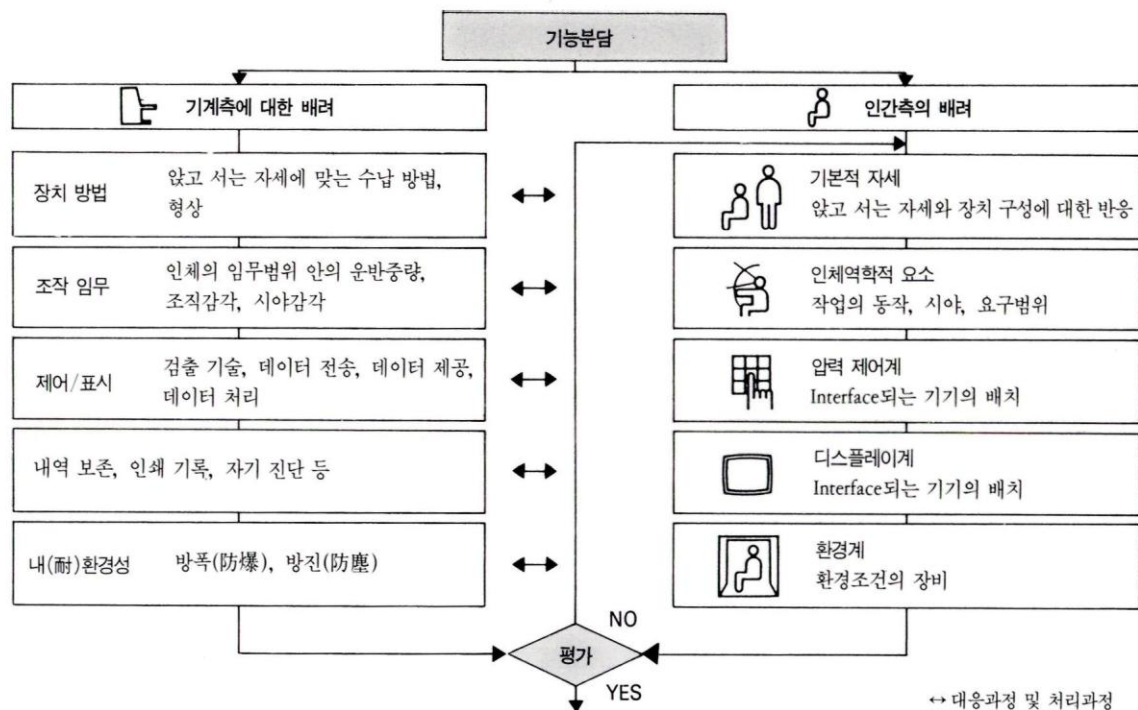 기능분담
기계측에 대한 배려
장치 방법
앉고 서는 자세에 맞는 수납 방법,
형상
조작 임무
인체의 임무범위 안의 운반중량,
조직감각, 시야감각
제어/표시
검출 기술, 데이터 전송, 데이터 제공,
데이터 처리
내역 보존, 인쇄 기록, 자기 진단 등
내(耐)환경성
방폭(防爆), 방진(防塵)
인간측의 배려
기본적 자세
앉고 서는 자세와 장치 구성에 대한 반응
인체역학적 요소
작업의 동작, 시야, 요구범위
압력 제어계
Interface되는 기기의 배치
디스플레이계
Interface되는 기기의 배치
환경계
환경조건의 장비
NO
평가
YES
↔ 대응과정 및 처리과정